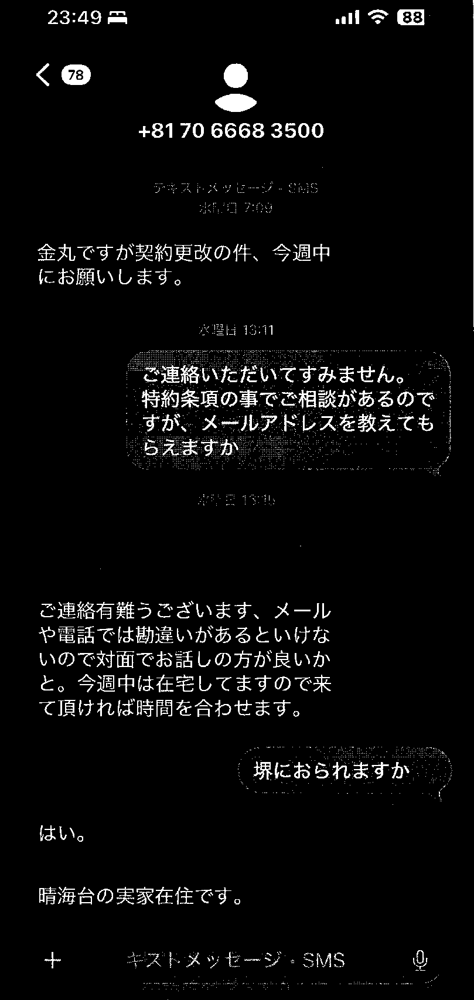 23:49
88
78
+81 70 6668 3500
テキストメッセージ・SMS
水曜日 7:09
金丸ですが契約更改の件、今週中
にお願いします。
水曜日 13:11
ご連絡いただいてすみません。
特約条項の事でご相談があるので
すが、メールアドレスを教えても
らえますか
水曜日 13:15
ご連絡有難うございます、メール
や電話では勘違いがあるといけな
いので対面でお話しの方が良いか
と。今週中は在宅してますので来
て頂ければ時間を合わせます。
堺におられますか
はい。
晴海台の実家在住です。
キストメッセージ・SMS